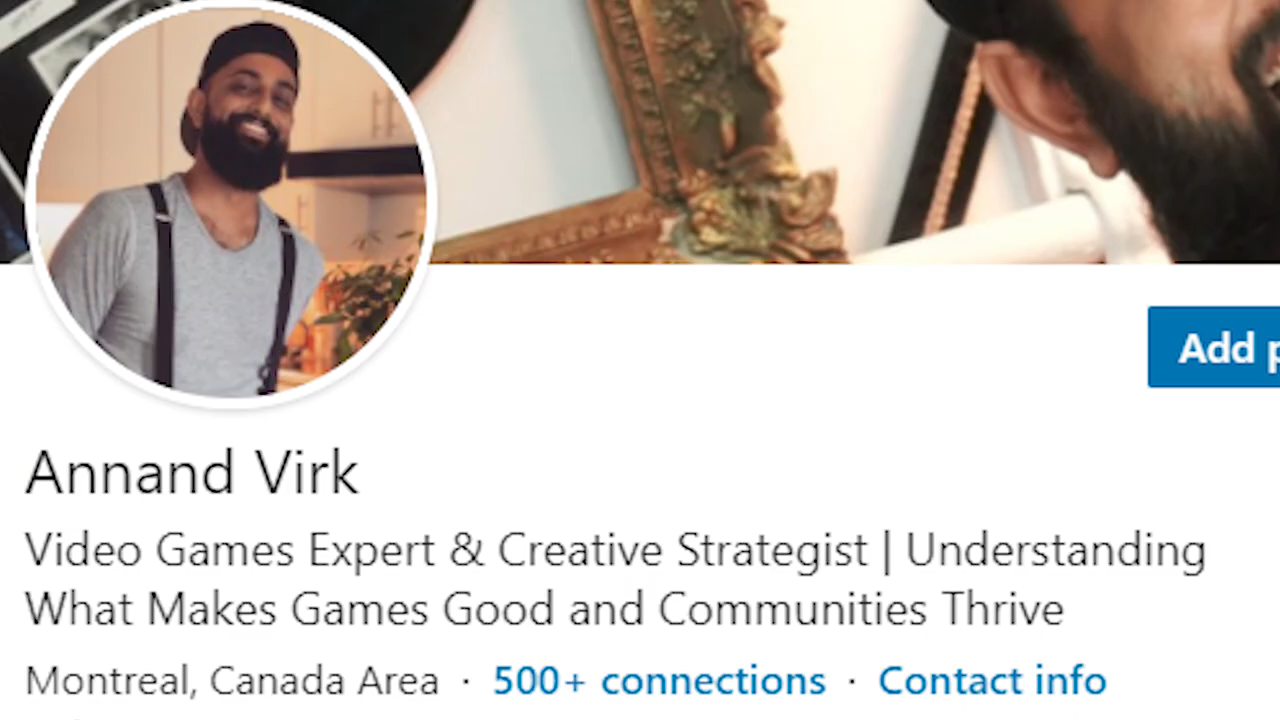 Add
Annand Virk
Video Games Expert & Creative Strategist | Understanding
What Makes Games Good and Communities Thrive
Montreal, Canada Area · 500+ connections · Contact info